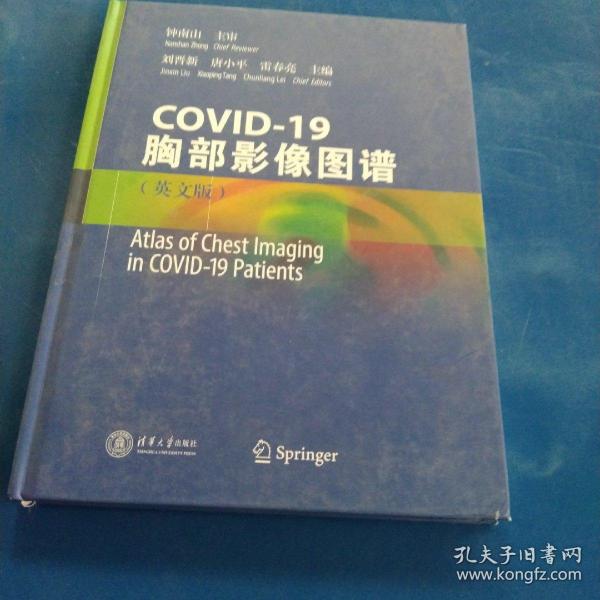 钟南山 主审
Nanshan Zhong Chief Reviewer
刘晋新 唐小平 雷春亮 主编
Jinxin Liu Xiaoping Tang Chunliang Lei Chief Editors
COVID-19
胸部影像图谱
（英文版）
Atlas of Chest Imaging
in COVID-19 Patients
清华大学出版社
TSINGHUA UNIVERSITY PRESS
Springer
孔夫子旧书网
www.kongfz.com